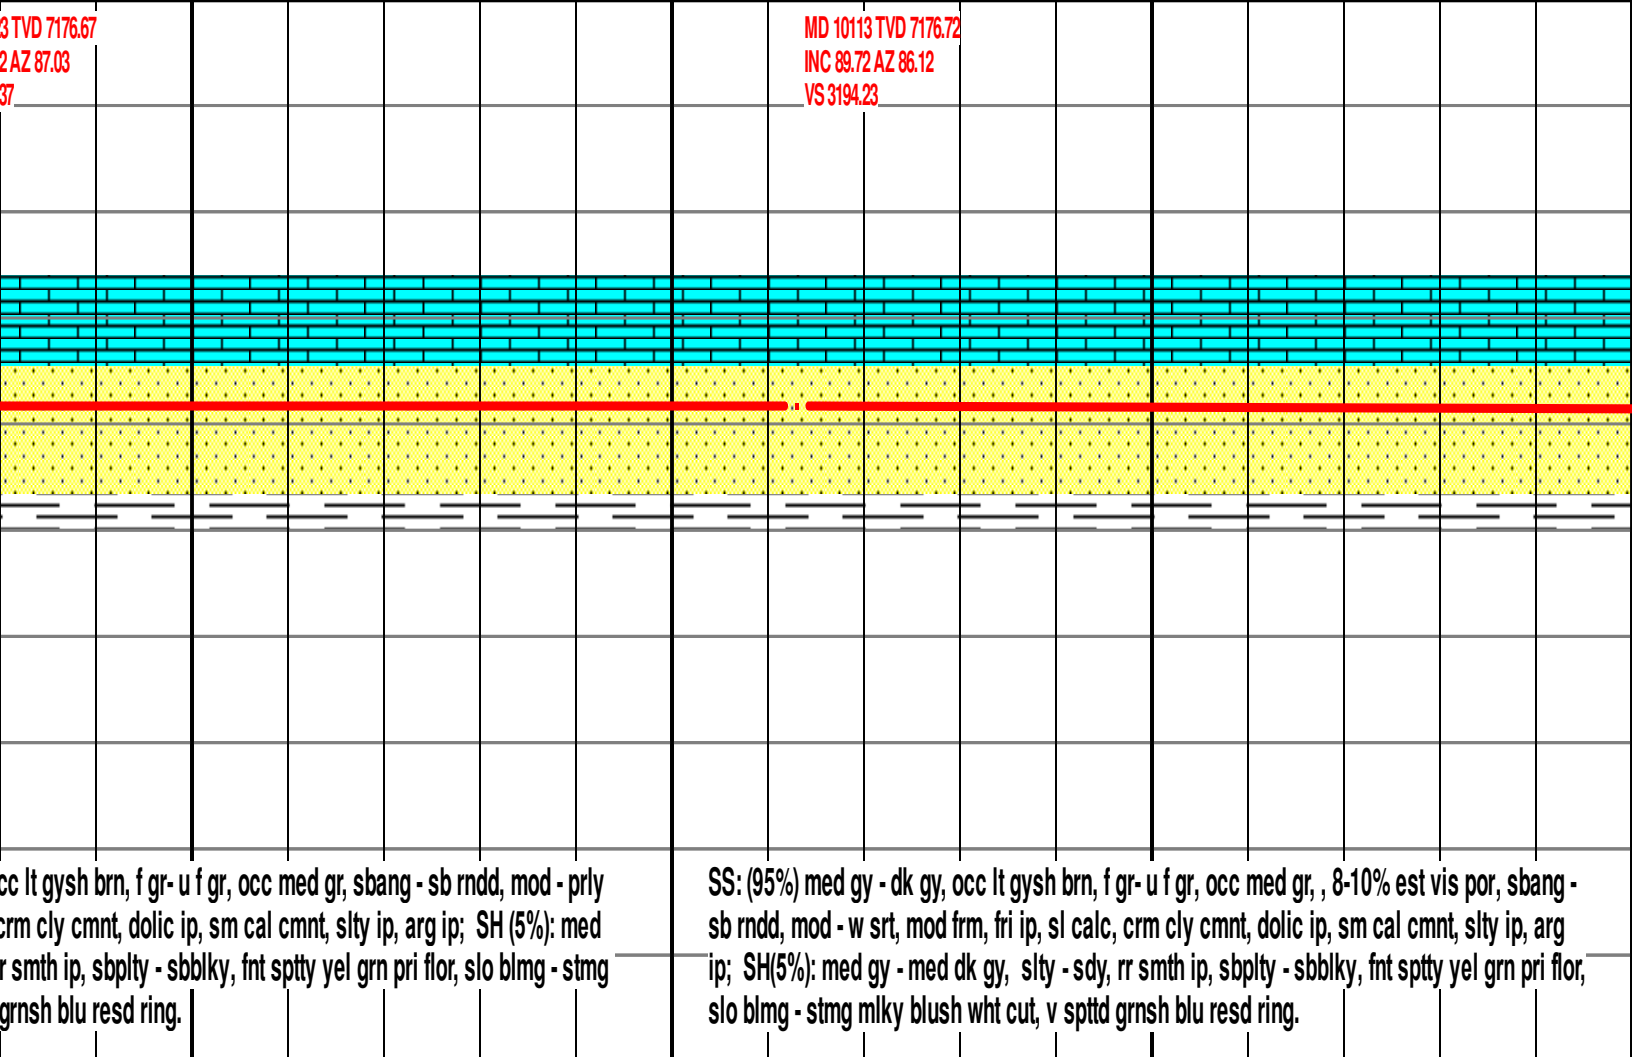 3 TVD 7176.67
2 AZ 87.03
37
MD 10113 TVD 7176.72
INC 89.72 AZ 86.12
VS 3194.23
cc lt gysh brn, f gr- u f gr, occ med gr, sbang - sb rndd, mod - prly
crm cly cmnt, dolic ip, sm cal cmnt, slty ip, arg ip;  SH (5%): med
r smth ip, sbplty - sbblky, fnt sptty yel grn pri flor, slo blmg - stmg
grnsh blu resd ring.
SS: (95%) med gy - dk gy, occ lt gysh brn, f gr- u f gr, occ med gr, , 8-10% est vis por, sbang -
sb rndd, mod - w srt, mod frm, fri ip, sl calc, crm cly cmnt, dolic ip, sm cal cmnt, slty ip, arg
ip;  SH(5%): med gy - med dk gy,  slty - sdy, rr smth ip, sbplty - sbblky, fnt sptty yel grn pri flor,
slo blmg - stmg mlky blush wht cut, v spttd grnsh blu resd ring.